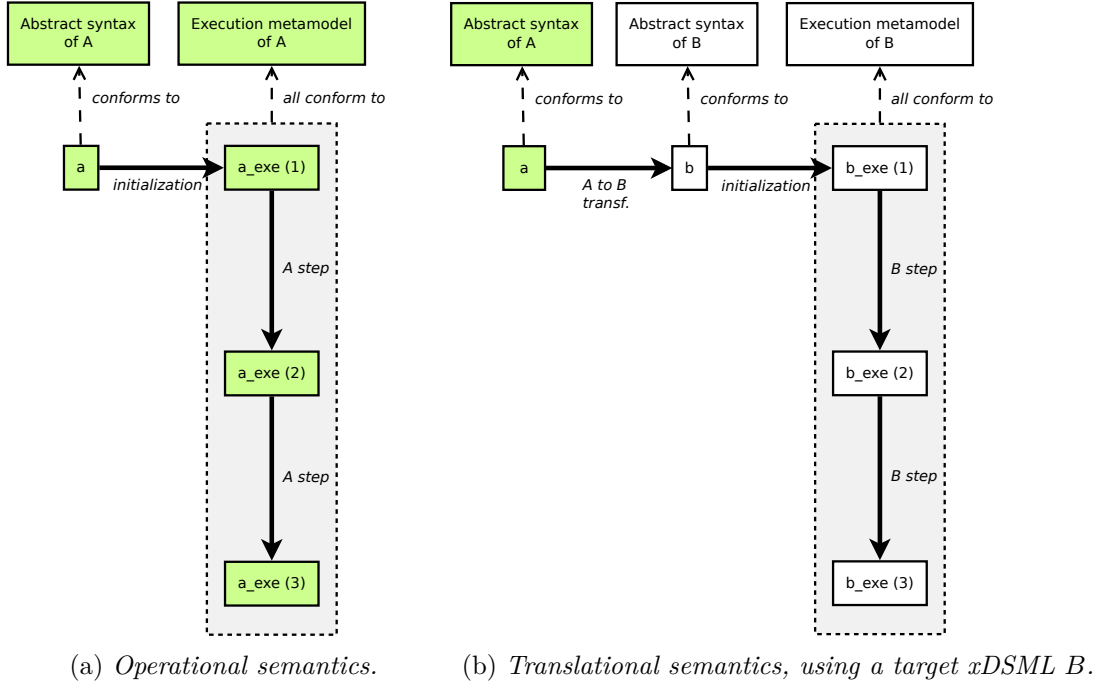 Abstract syntax
of A
Execution metamodel
of A
conforms to
all conform to
a
initialization
a_exe (1)
A step
a_exe (2)
A step
a_exe (3)
(a) Operational semantics.
Abstract syntax
of A
Abstract syntax
of B
Execution metamodel
of B
conforms to
conforms to
all conform to
a
A to B
transf.
b
initialization
b_exe (1)
B step
b_exe (2)
B step
b_exe (3)
(b) Translational semantics, using a target xDSML B.